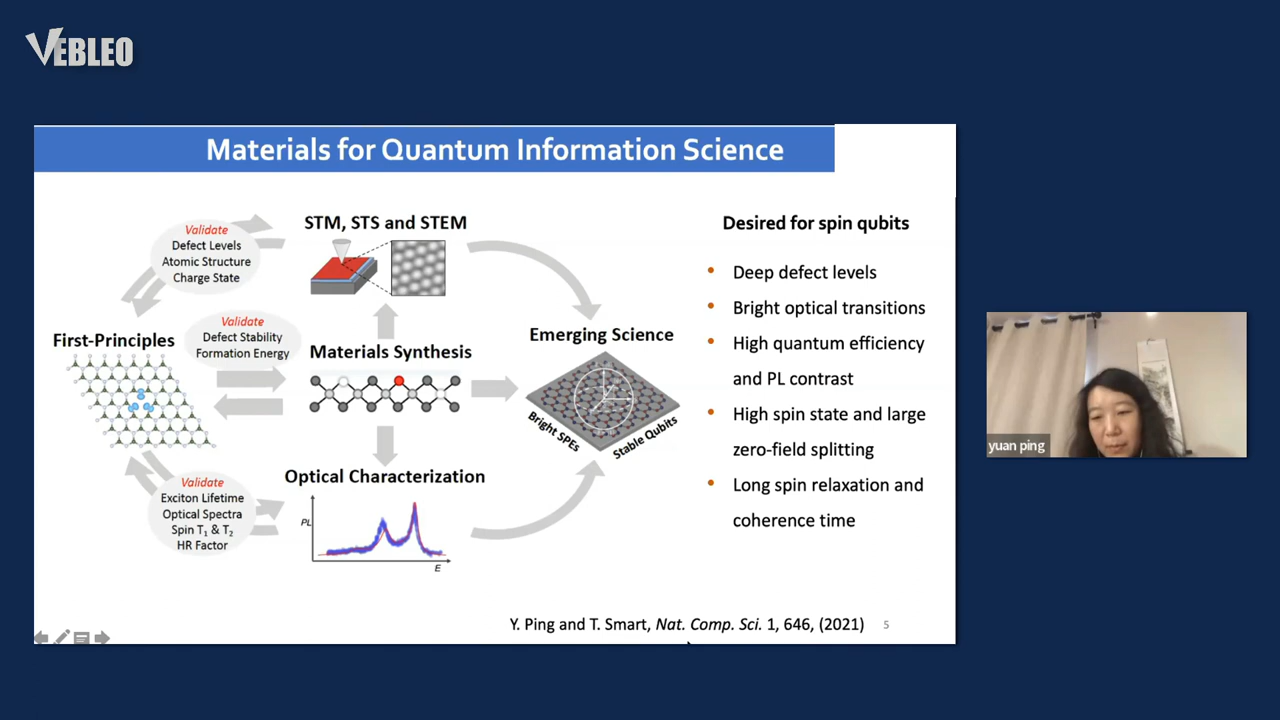 VEBLEO
Materials for Quantum Information Science
Validate
Defect Levels
Atomic Structure
Charge State
STM, STS and STEM
First-Principles
Validate
Defect Stability
Formation Energy
Materials Synthesis
Emerging Science
Bright SPEs
Stable Qubits
Validate
Exciton Lifetime
Optical Spectra
Spin T₁ & T₂
HR Factor
Optical Characterization
PL
E
Desired for spin qubits
• Deep defect levels
• Bright optical transitions
• High quantum efficiency
and PL contrast
• High spin state and large
zero-field splitting
• Long spin relaxation and
coherence time
Y. Ping and T. Smart, Nat. Comp. Sci. 1, 646, (2021)
5
yuan ping